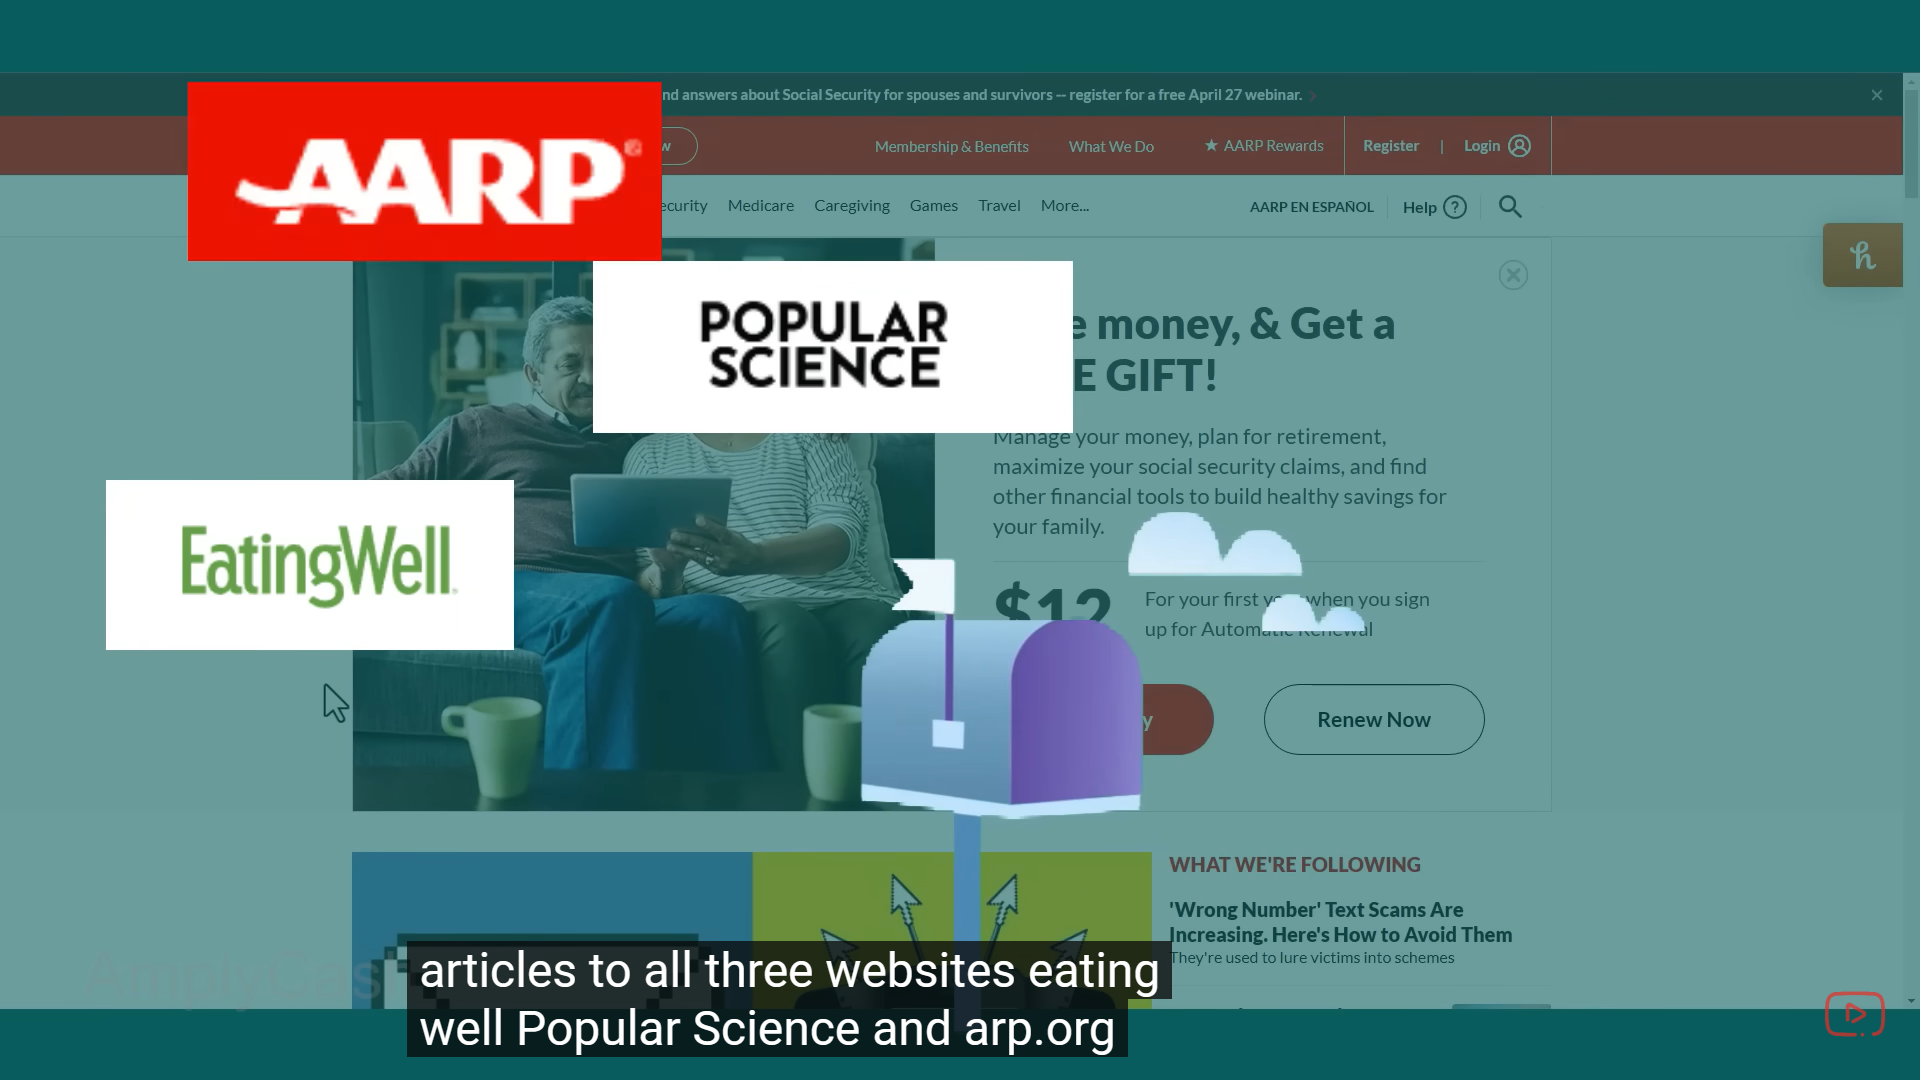 nd answers about Social Security for spouses and survivors -- register for a free April 27 webinar.
AARP
w
Membership & Benefits
What We Do
★ AARP Rewards
Register
|
Login
ecurity
Medicare
Caregiving
Games
Travel
More...
AARP EN ESPAÑOL
Help ?
POPULAR
SCIENCE
e money, & Get a
E GIFT!
Manage your money, plan for retirement,
maximize your social security claims, and find
other financial tools to build healthy savings for
your family.
EatingWell
$12
For your first year when you sign
up for Automatic Renewal
y
Renew Now
WHAT WE'RE FOLLOWING
'Wrong Number' Text Scams Are
Increasing. Here's How to Avoid Them
They're used to lure victims into schemes
articles to all three websites eating
well Popular Science and arp.org